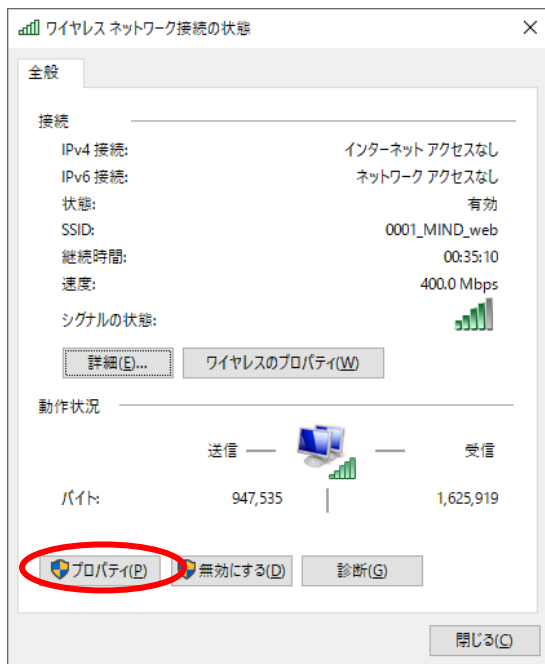 ワイヤレス ネットワーク接続の状態
全般
接続
IPv4 接続: インターネット アクセスなし
IPv6 接続: ネットワーク アクセスなし
状態: 有効
SSID: 0001_MIND_web
継続時間: 00:35:10
速度: 400.0 Mbps
シグナルの状態:
詳細(E)... ワイヤレスのプロパティ(W)
動作状況
送信 受信
バイト: 947,535 1,625,919
プロパティ(P) 無効にする(D) 診断(G)
閉じる(C)